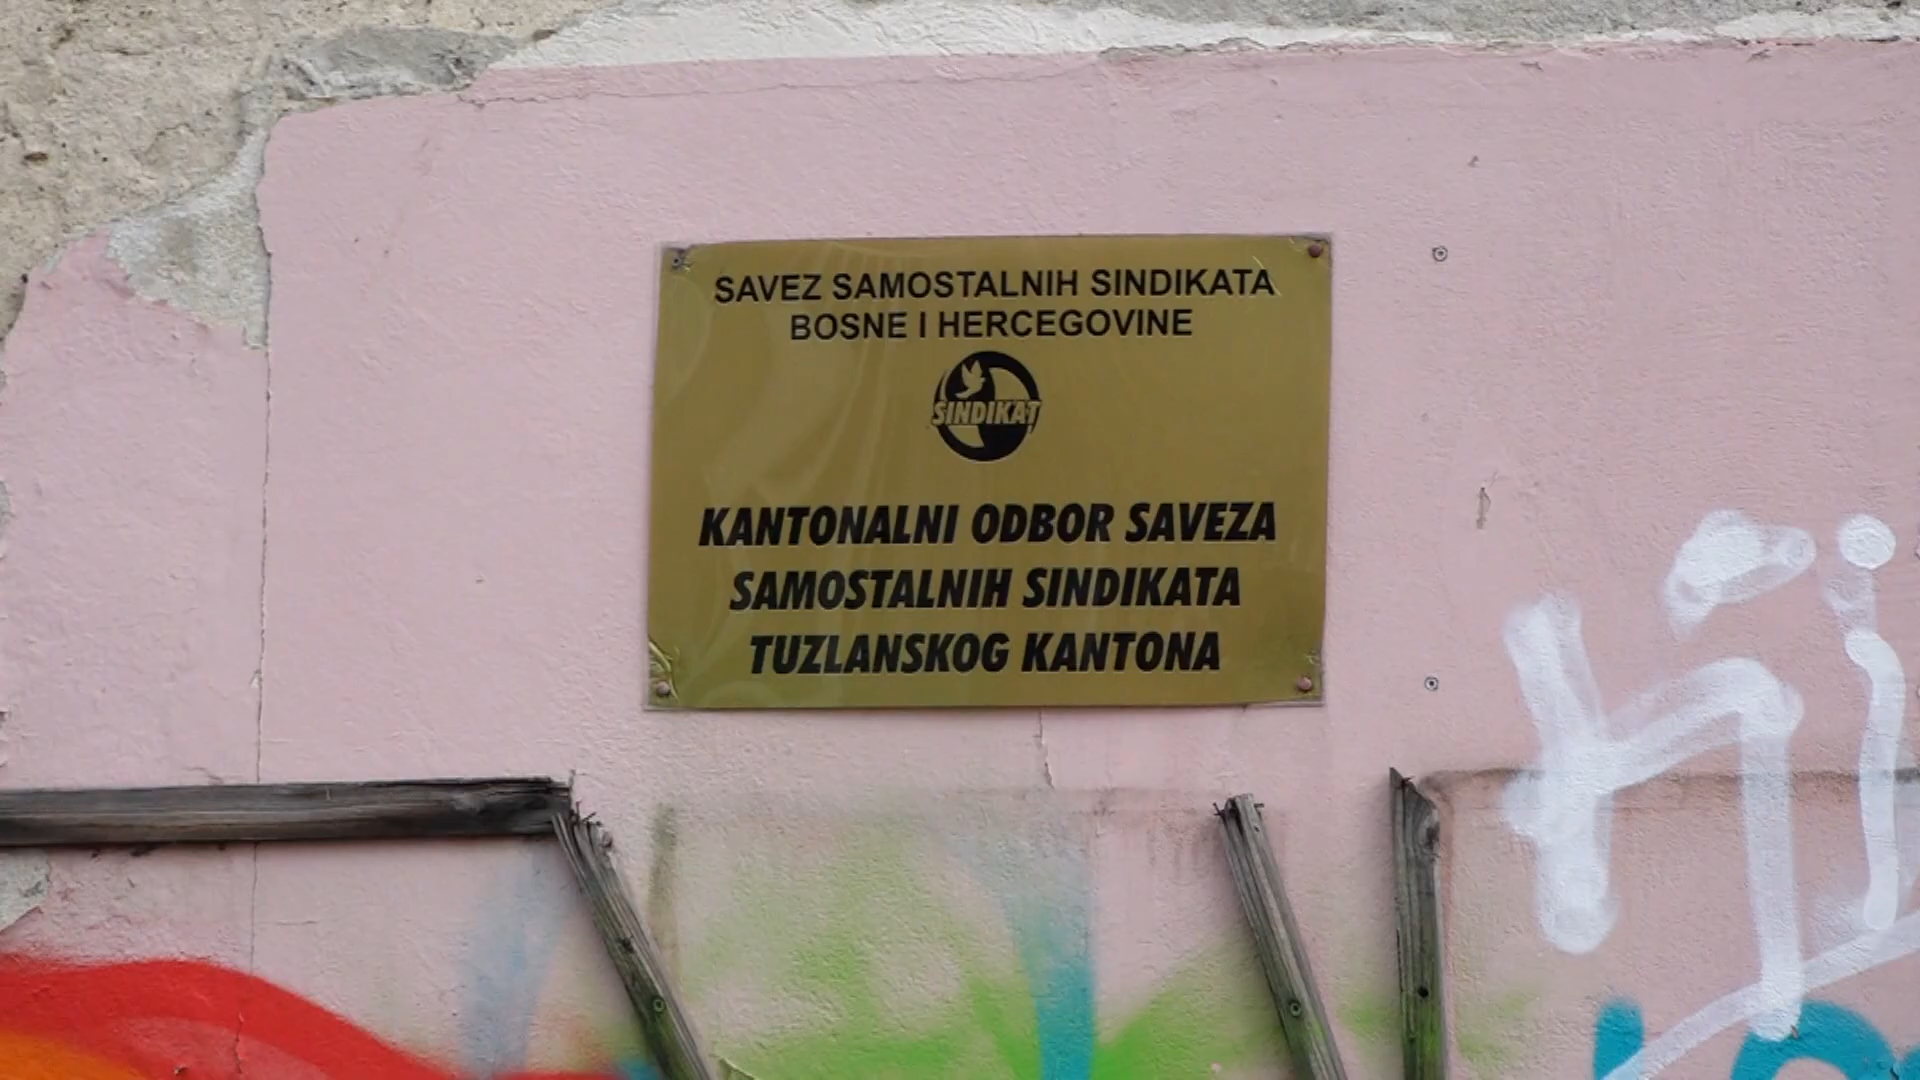 SAVEZ SAMOSTALNIH SINDIKATA
BOSNE I HERCEGOVINE
SINDIKAT
KANTONALNI ODBOR SAVEZA
SAMOSTALNIH SINDIKATA
TUZLANSKOG KANTONA